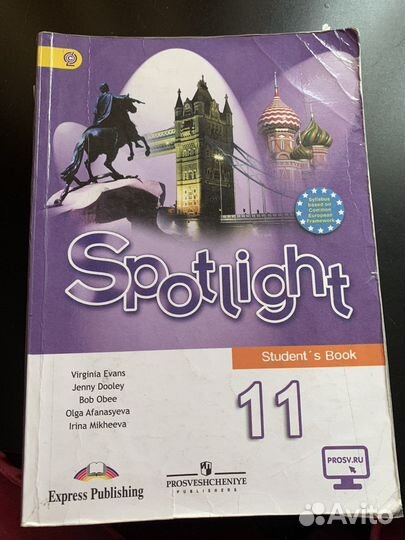 Syllabus
based on
Common
European
Framework
Spotlight
Student's Book
Virginia Evans
Jenny Dooley
Bob Obee
Olga Afanasyeva
Irina Mikheeva
11
PROSV.RU
Express Publishing
PROSVESHCHENIYE
PUBLISHERS
Avito